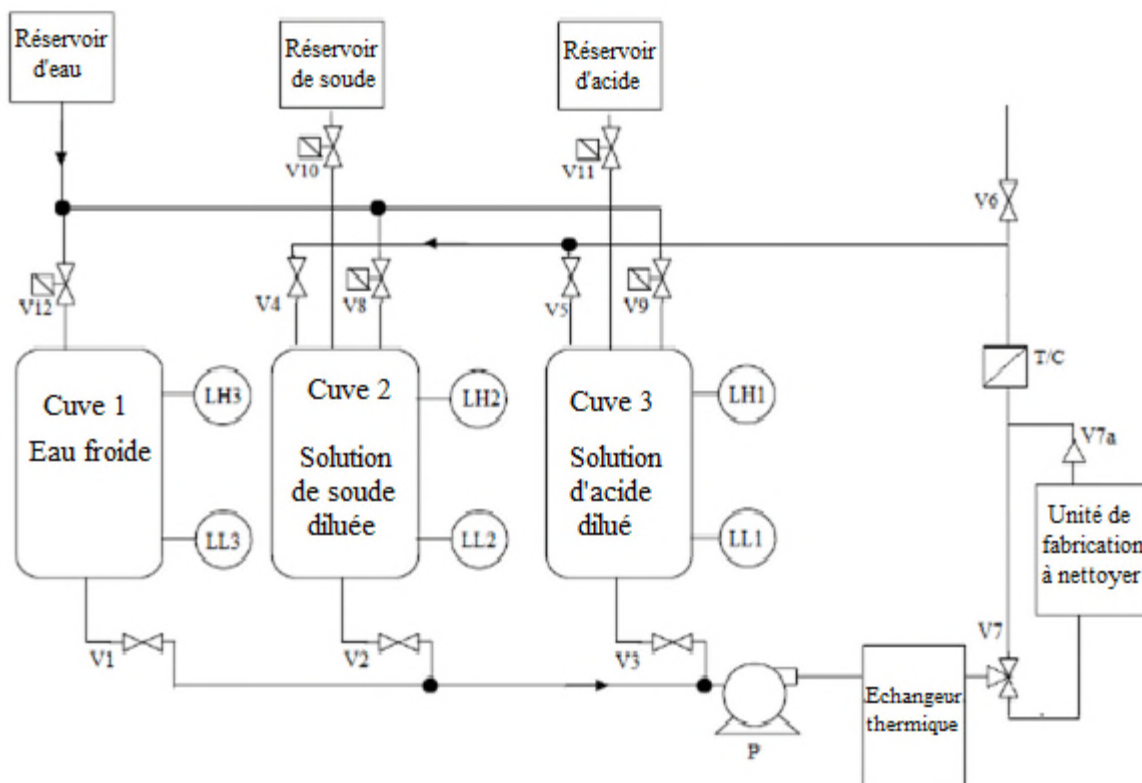 Réservoir
d'eau
Réservoir
de soude
Réservoir
d'acide
V10
V11
V6
V12
V4
V8
V5
V9
T/C
Cuve 1
Eau froide
LH3
LL3
Cuve 2
Solution
de soude
diluée
LH2
LL2
Cuve 3
Solution
d'acide
dilué
LH1
LL1
V7a
Unité de
fabrication
à nettoyer
V1
V2
V3
V7
P
Echangeur
thermique